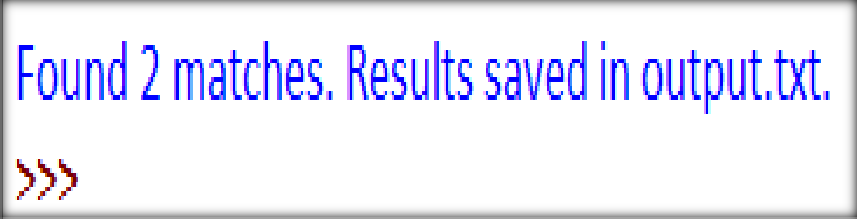 Found 2 matches. Results saved in output.txt.
>>>